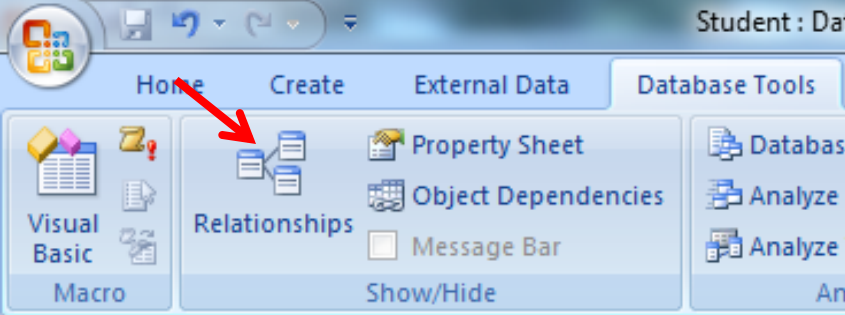 Student : Da
Home Create External Data Database Tools
Property Sheet
Databas
Object Dependencies
Analyze
Visual
Basic
Relationships
Message Bar
Analyze
Macro Show/Hide An